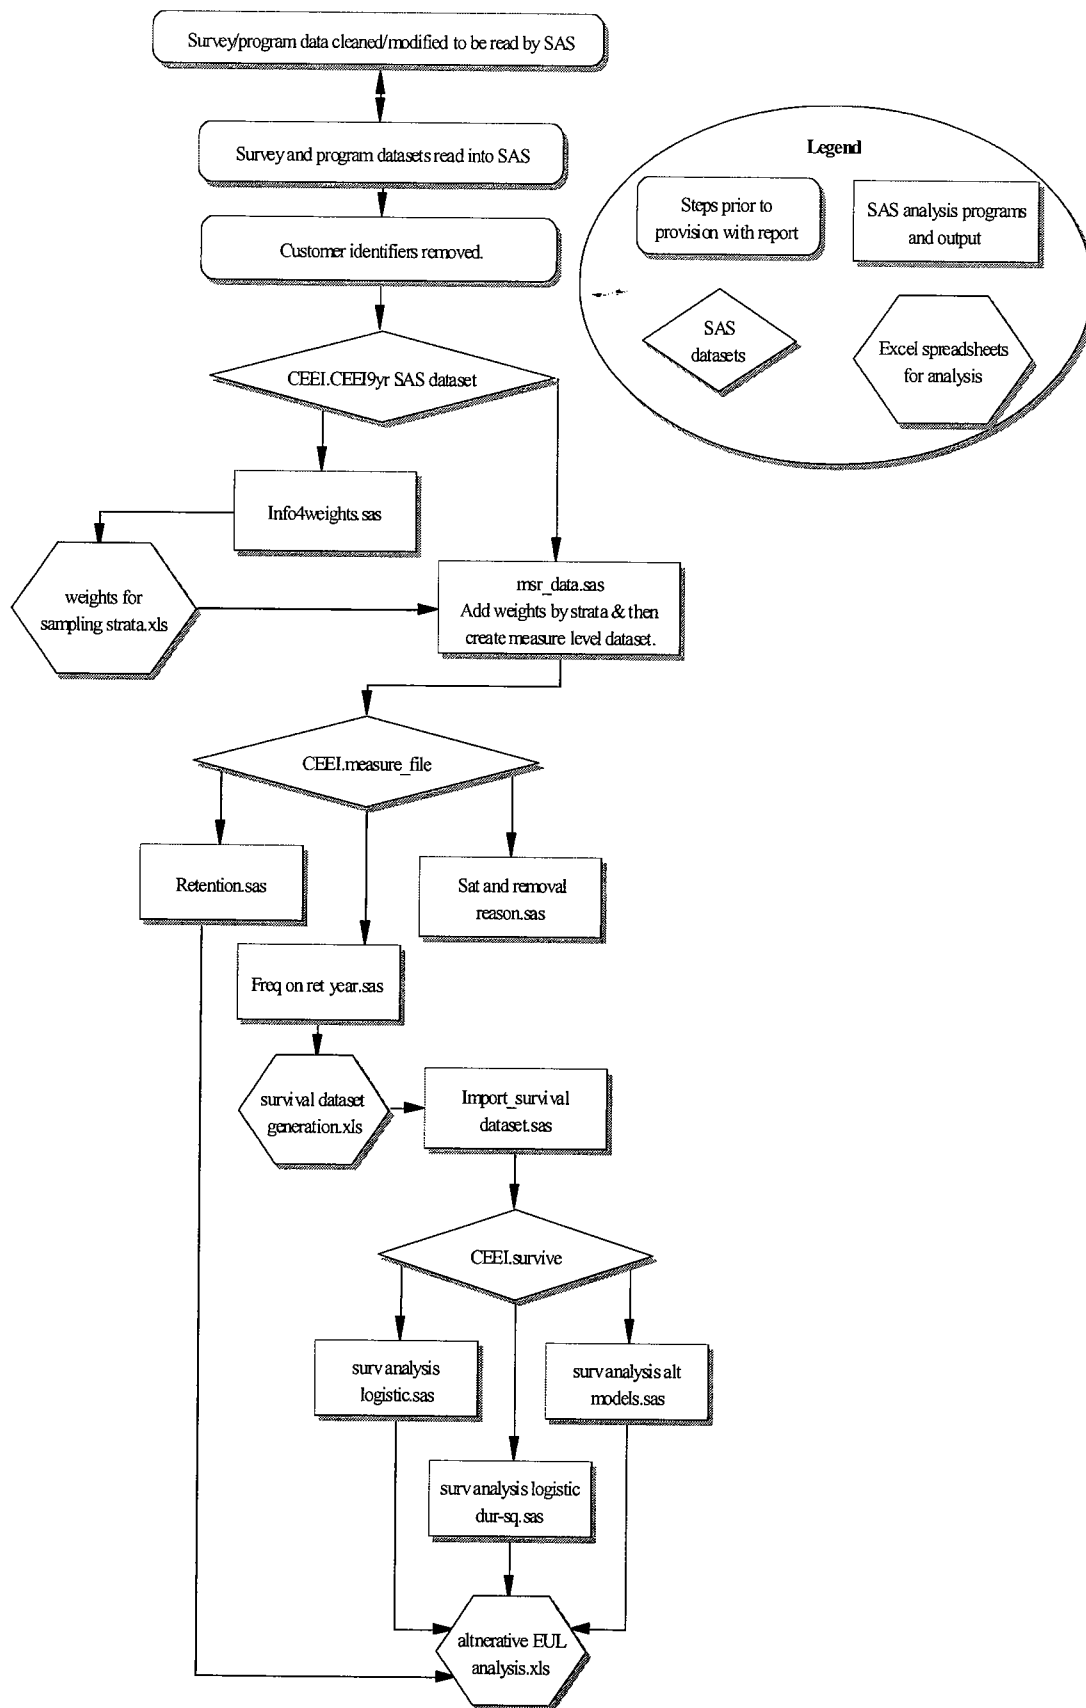 Survey/program data cleaned/modified to be read by SAS
Survey and program datasets read into SAS
Customer identifiers removed.
Legend
Steps prior to
provision with report
SAS analysis programs
and output
SAS
datasets
Excel spreadsheets
for analysis
CEEI.CEEI9yr SAS dataset
Info4weights.sas
weights for
sampling strata.xls
msr_data.sas
Add weights by strata & then
create measure level dataset.
CEEI.measure_file
Retention.sas
Sat and removal
reason.sas
Freq on ret year.sas
survival dataset
generation.xls
Import_survival
dataset.sas
CEEI.survive
surv analysis
logistic.sas
surv analysis alt
models.sas
surv analysis logistic
dur-sq.sas
altnerative EUL
analysis.xls